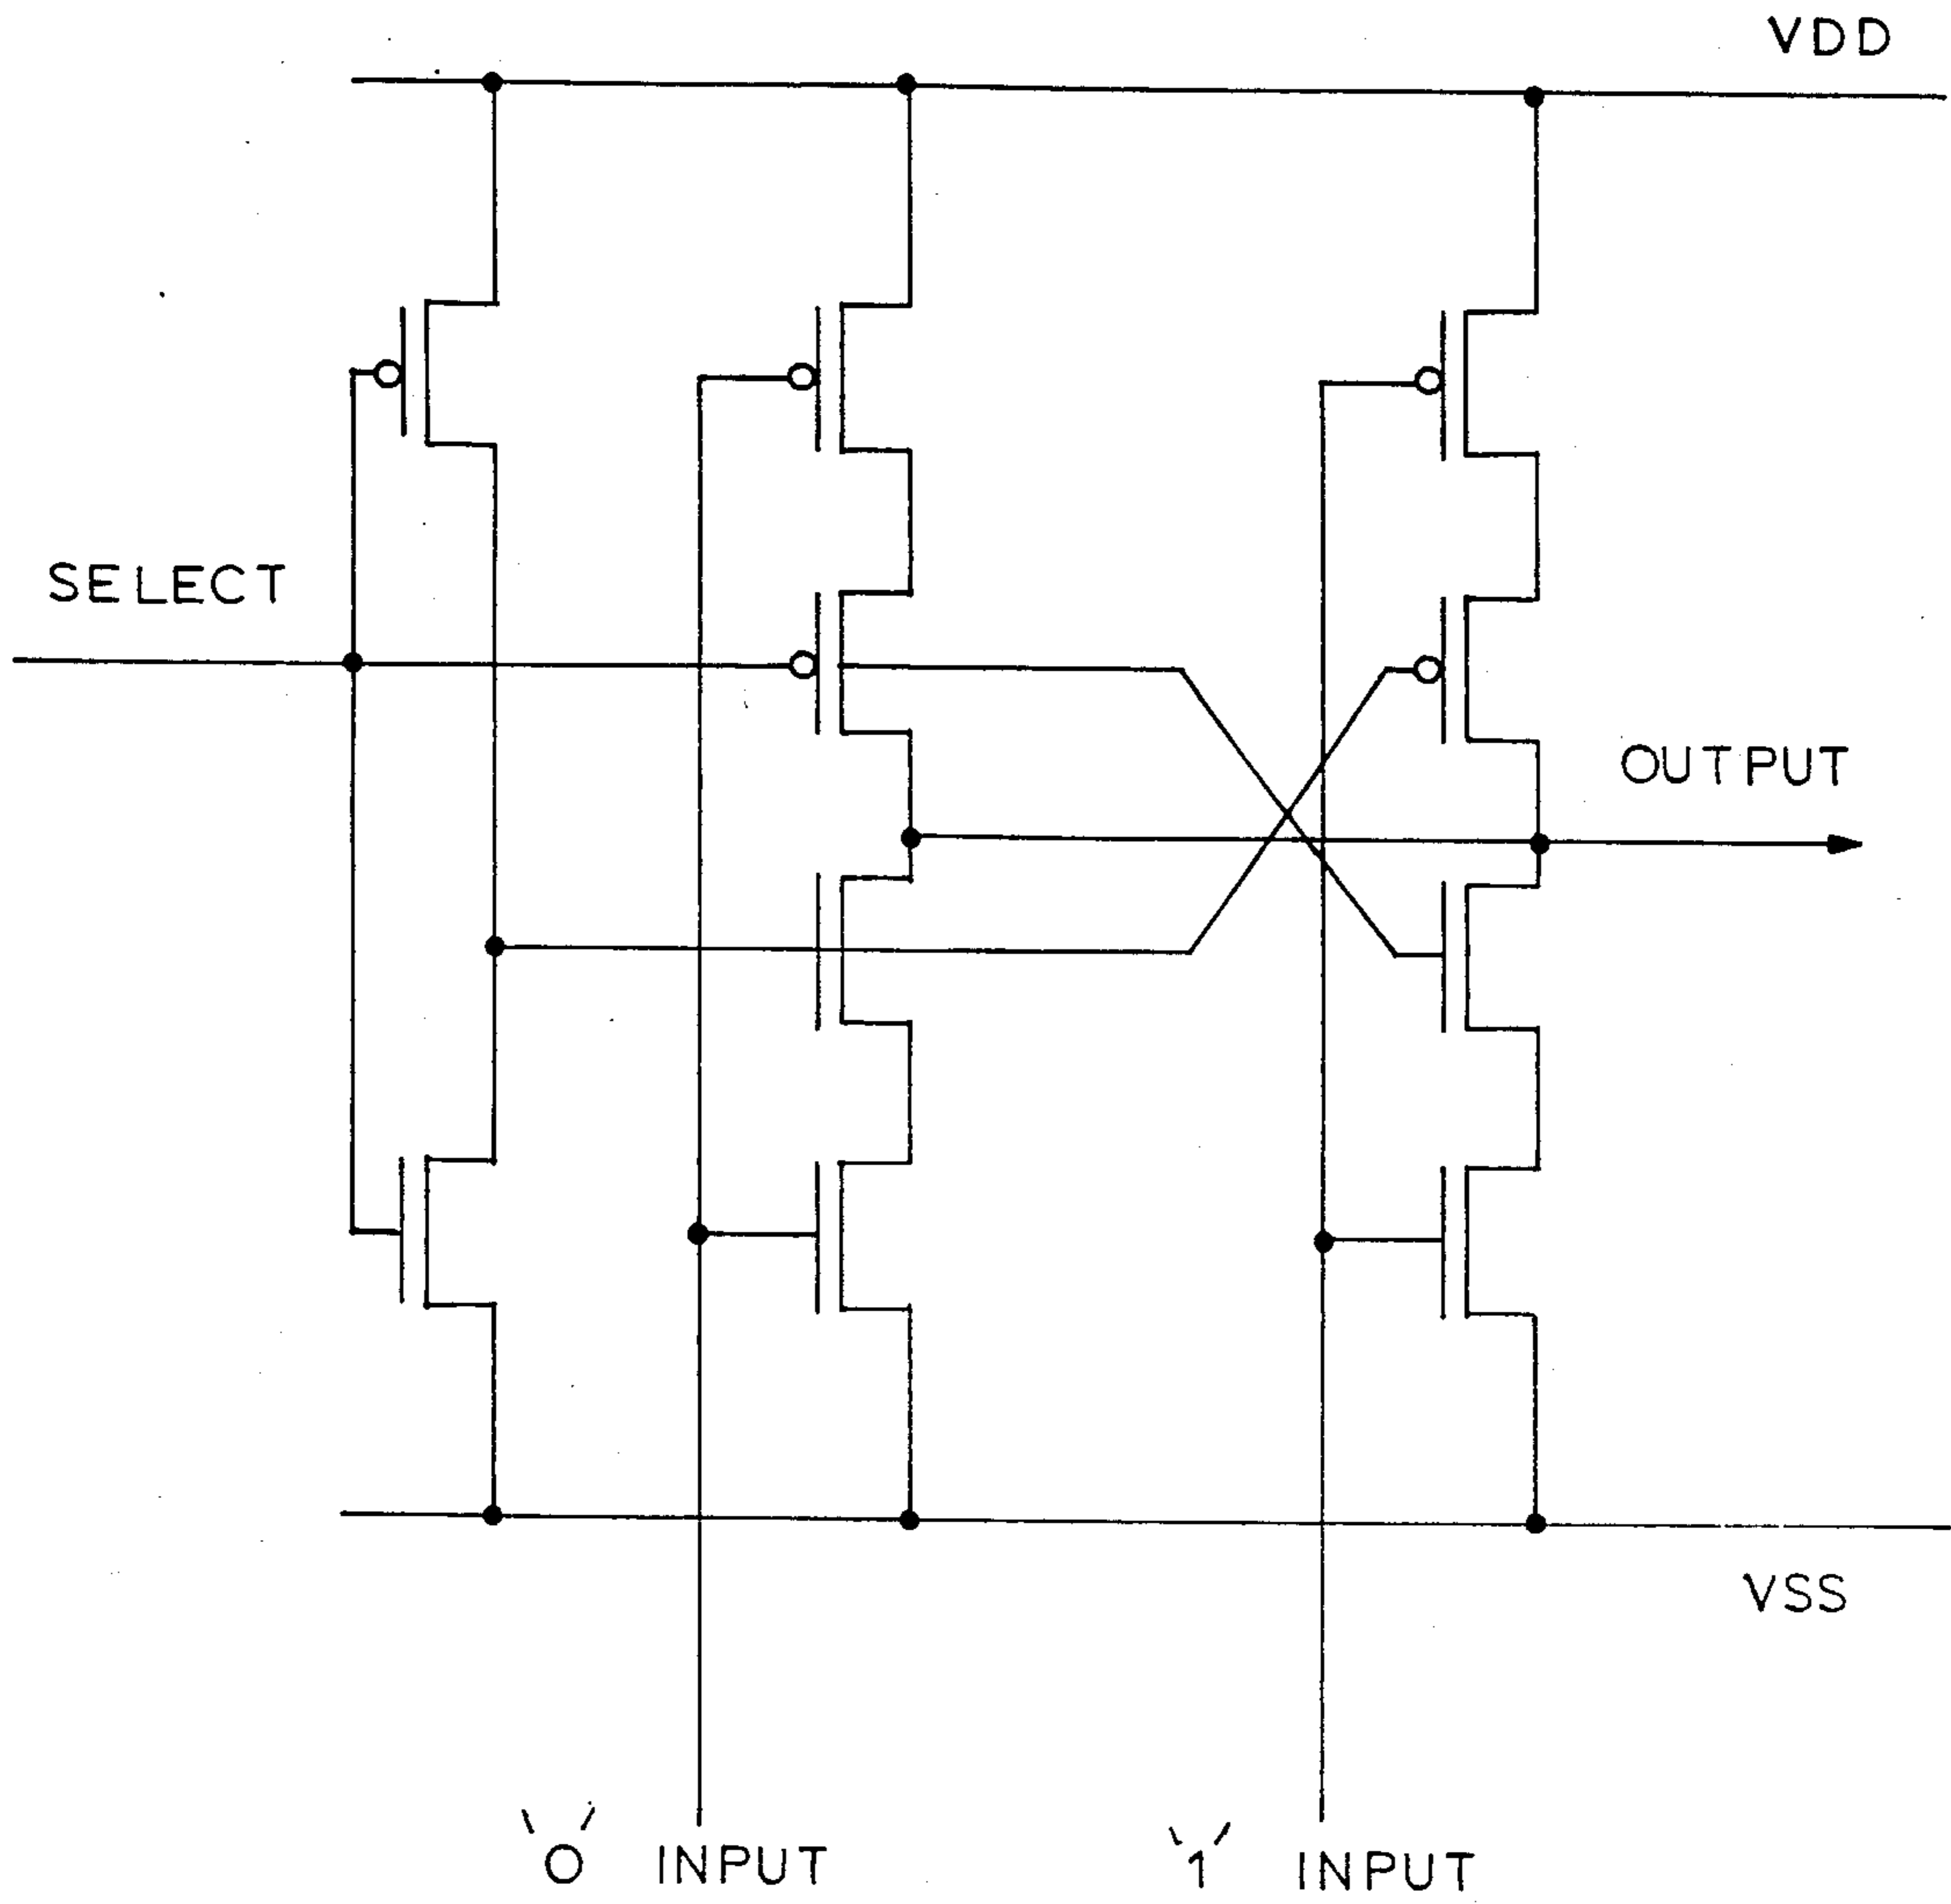 VDD
SELECT
OUTPUT
VSS
'0' INPUT
'1' INPUT